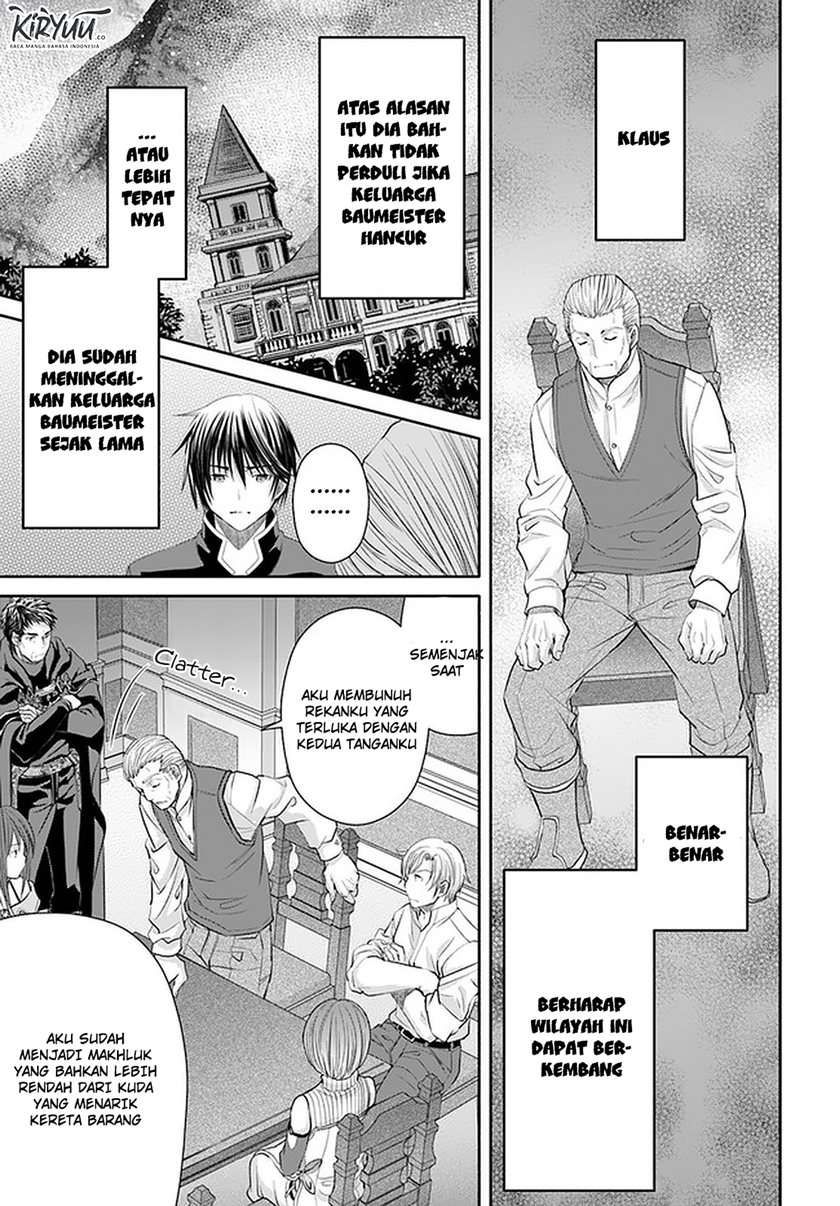 KiRYUU.CO
BACA MANGA BAHASA INDONESIA
KLAUS
BENAR-
BENAR
BERHARAP
WILAYAH INI
DAPAT BER-
KEMBANG
ATAS ALASAN
ITU DIA BAH-
KAN TIDAK
PERDULI JIKA
KELUARGA
BAUMEISTER
HANCUR
...
ATAU
LEBIH
TEPAT
NYA
DIA SUDAH
MENINGGAL-
KAN KELUARGA
BAUMEISTER
SEJAK LAMA
......
......
...
SEMENJAK
SAAT
AKU MEMBUNUH
REKANKU YANG
TERLUKA DENGAN
KEDUA TANGANKU
Clatter...
AKU SUDAH
MENJADI MAKHLUK
YANG BAHKAN LEBIH
RENDAH DARI KUDA
YANG MENARIK
KERETA BARANG